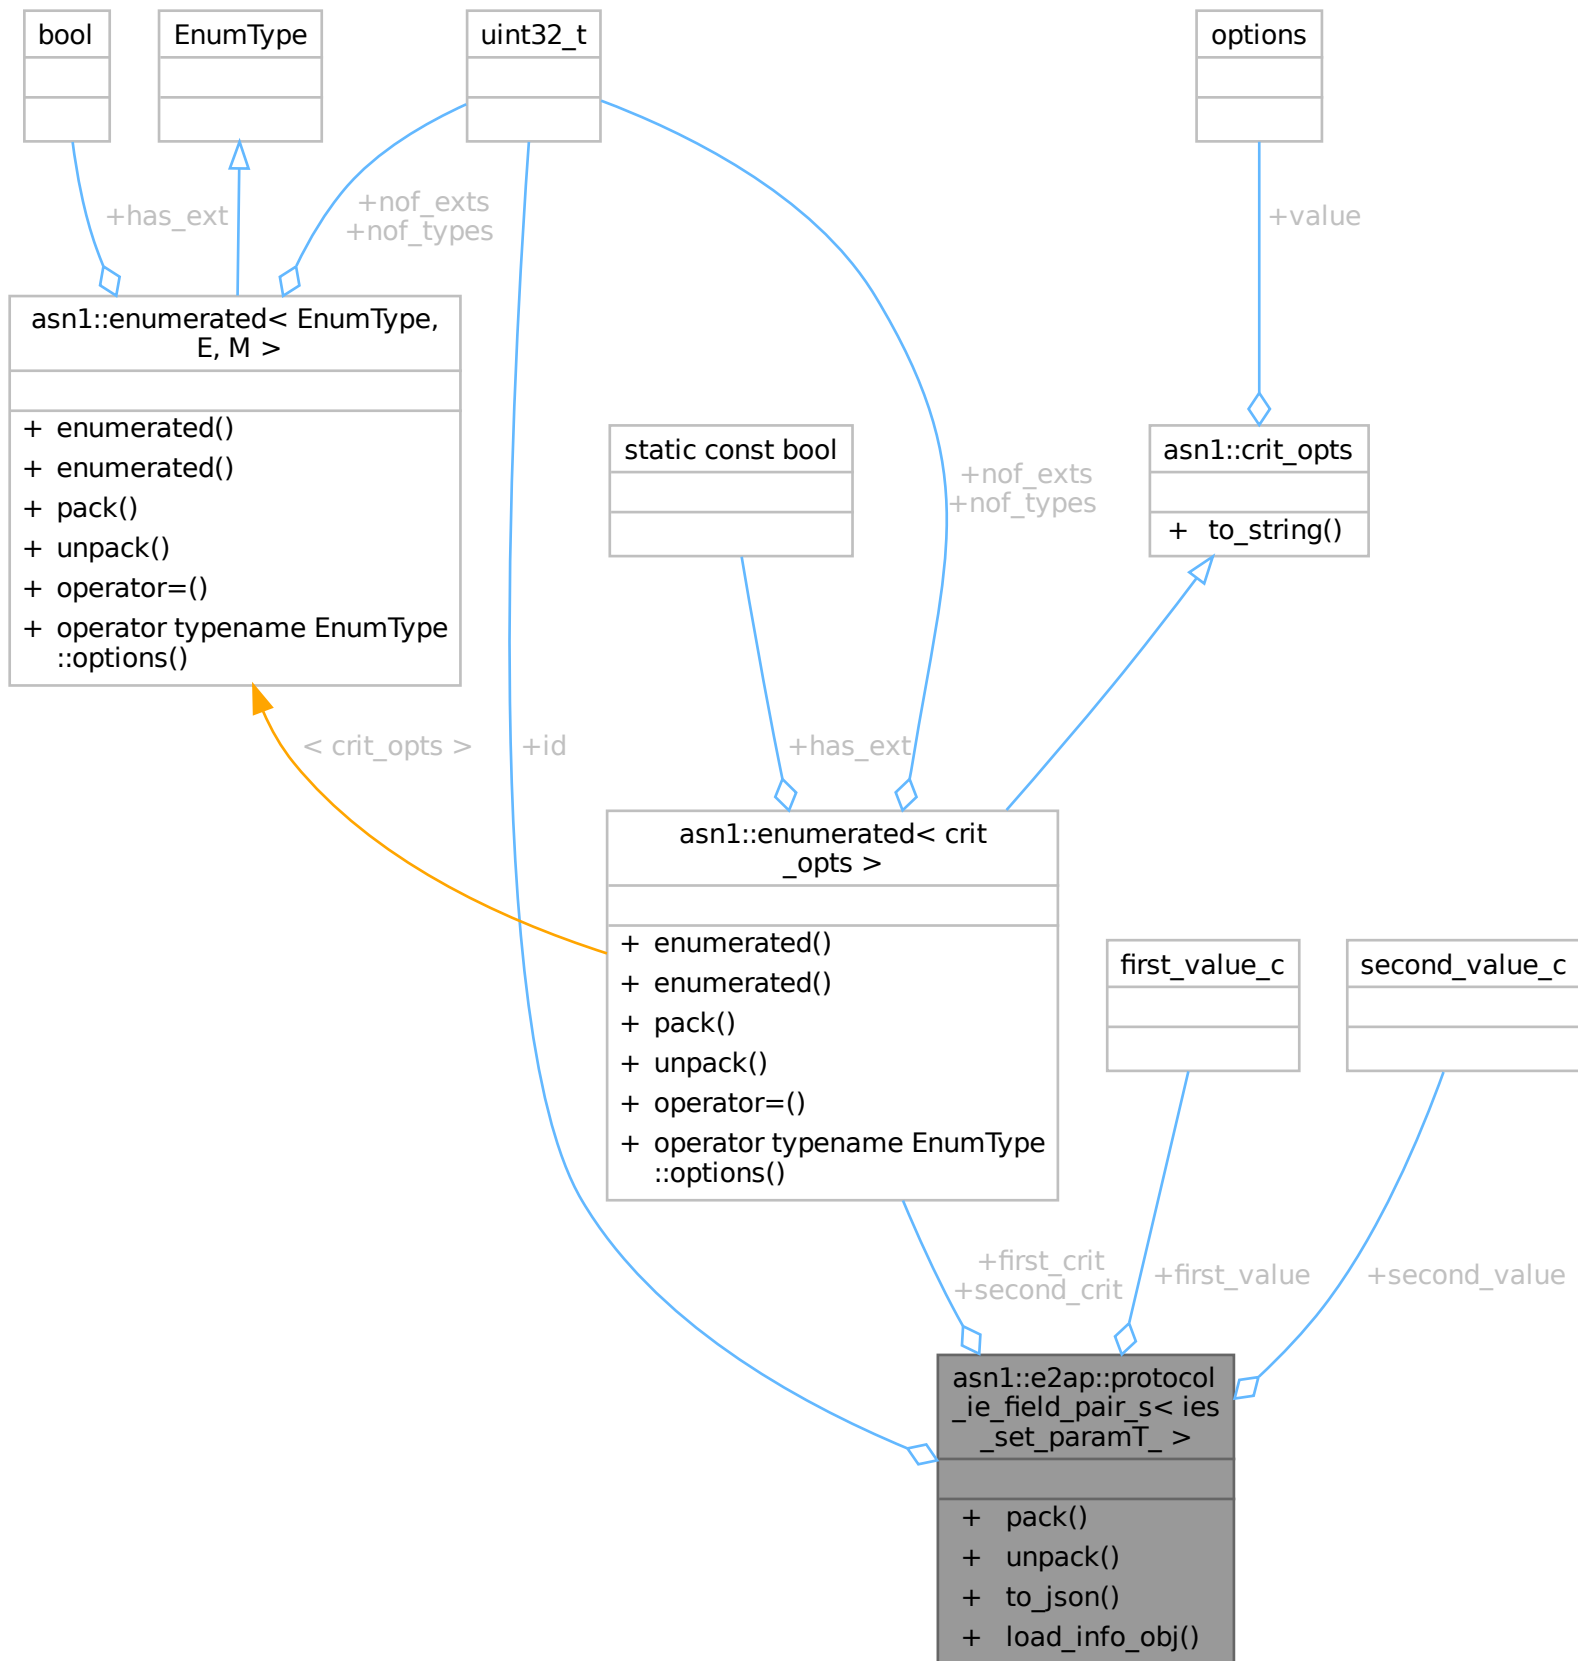 bool
EnumType
uint32_t
options
+has_ext
+nof_exts
+nof_types
+value
asn1::enumerated< EnumType,
E, M >
+ enumerated()
+ enumerated()
+ pack()
+ unpack()
+ operator=()
+ operator typename EnumType
::options()
static const bool
+nof_exts
+nof_types
asn1::crit_opts
+ to_string()
< crit_opts >
+id
+has_ext
asn1::enumerated< crit
_opts >
+ enumerated()
+ enumerated()
+ pack()
+ unpack()
+ operator=()
+ operator typename EnumType
::options()
first_value_c
second_value_c
+first_crit
+second_crit
+first_value
+second_value
asn1::e2ap::protocol
_ie_field_pair_s< ies
_set_paramT_ >
+ pack()
+ unpack()
+ to_json()
+ load_info_obj()